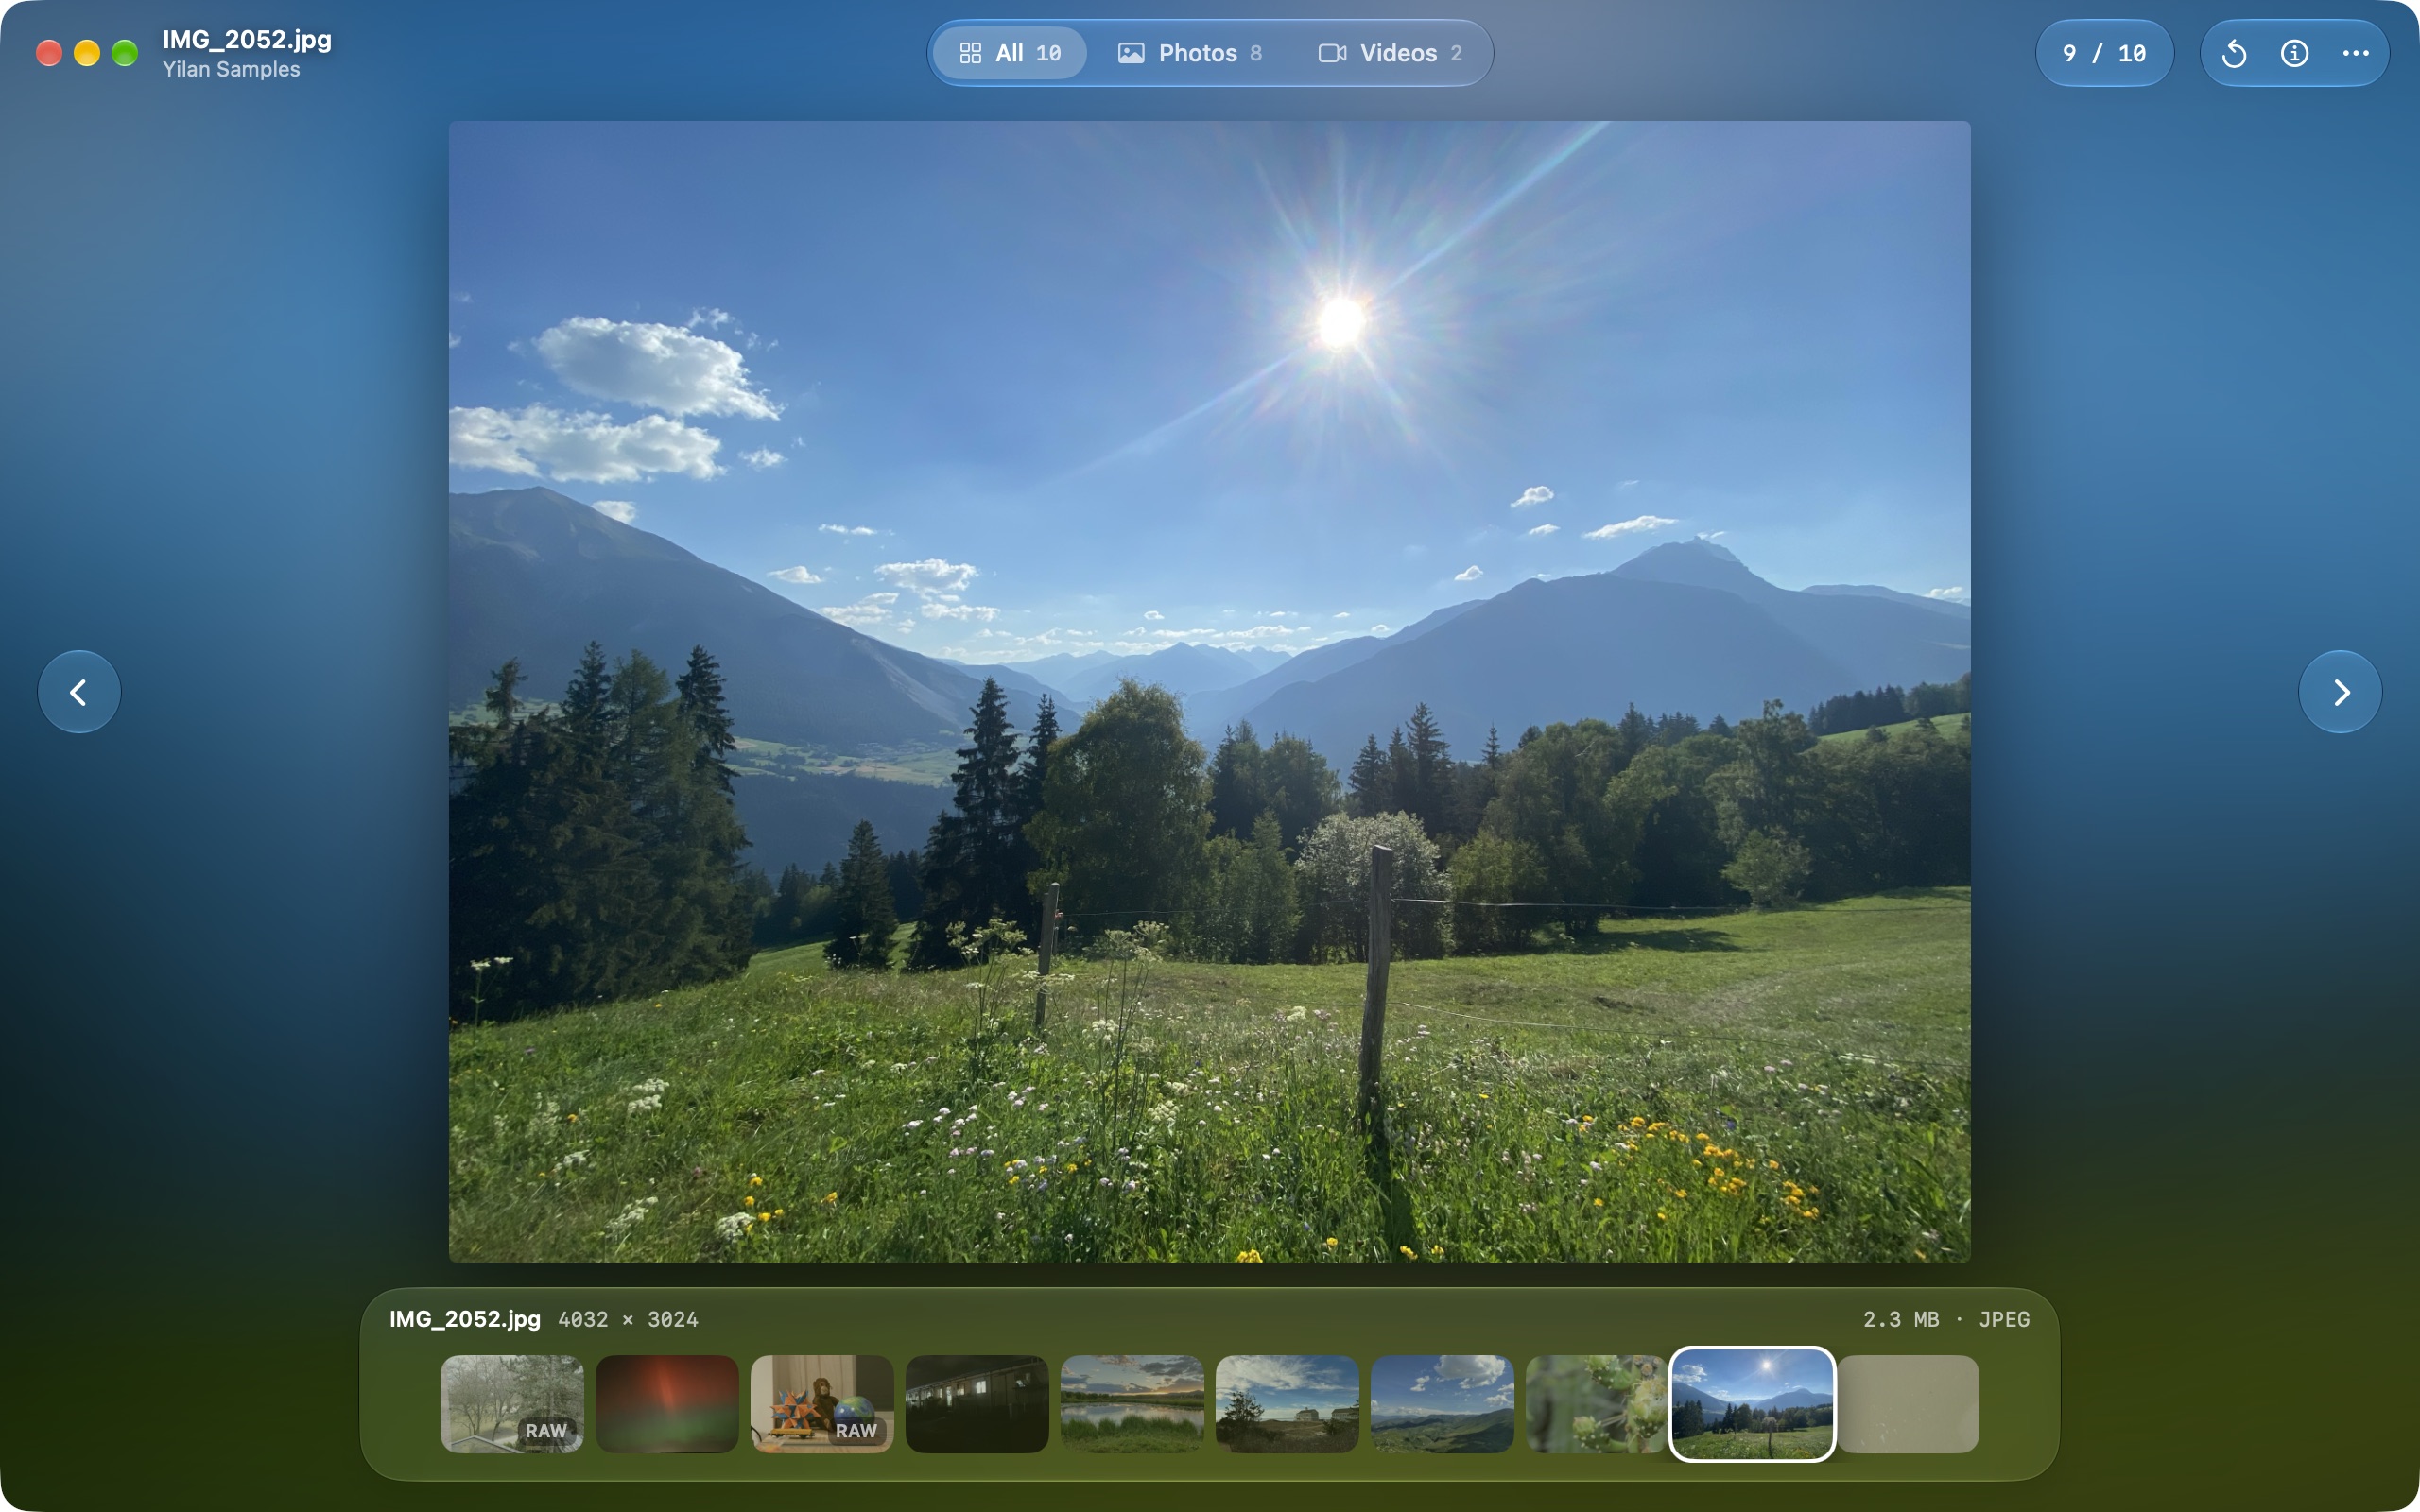 IMG_2052.jpg
Yilan Samples
All 10
Photos 8
Videos 2
9 / 10
IMG_2052.jpg 4032 × 3024
2.3 MB · JPEG
RAW
RAW